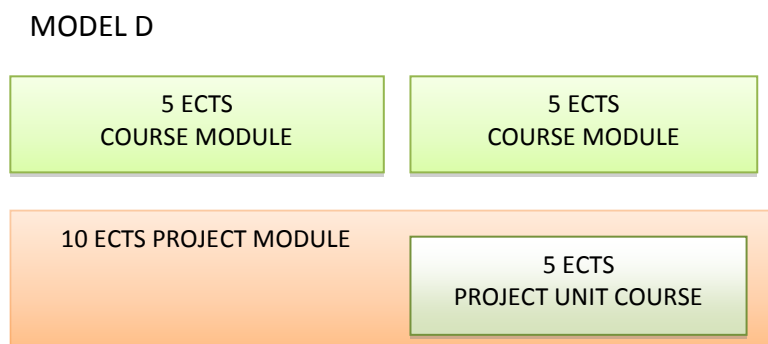 MODEL D
5 ECTS
COURSE MODULE
5 ECTS
COURSE MODULE
10 ECTS PROJECT MODULE
5 ECTS
PROJECT UNIT COURSE